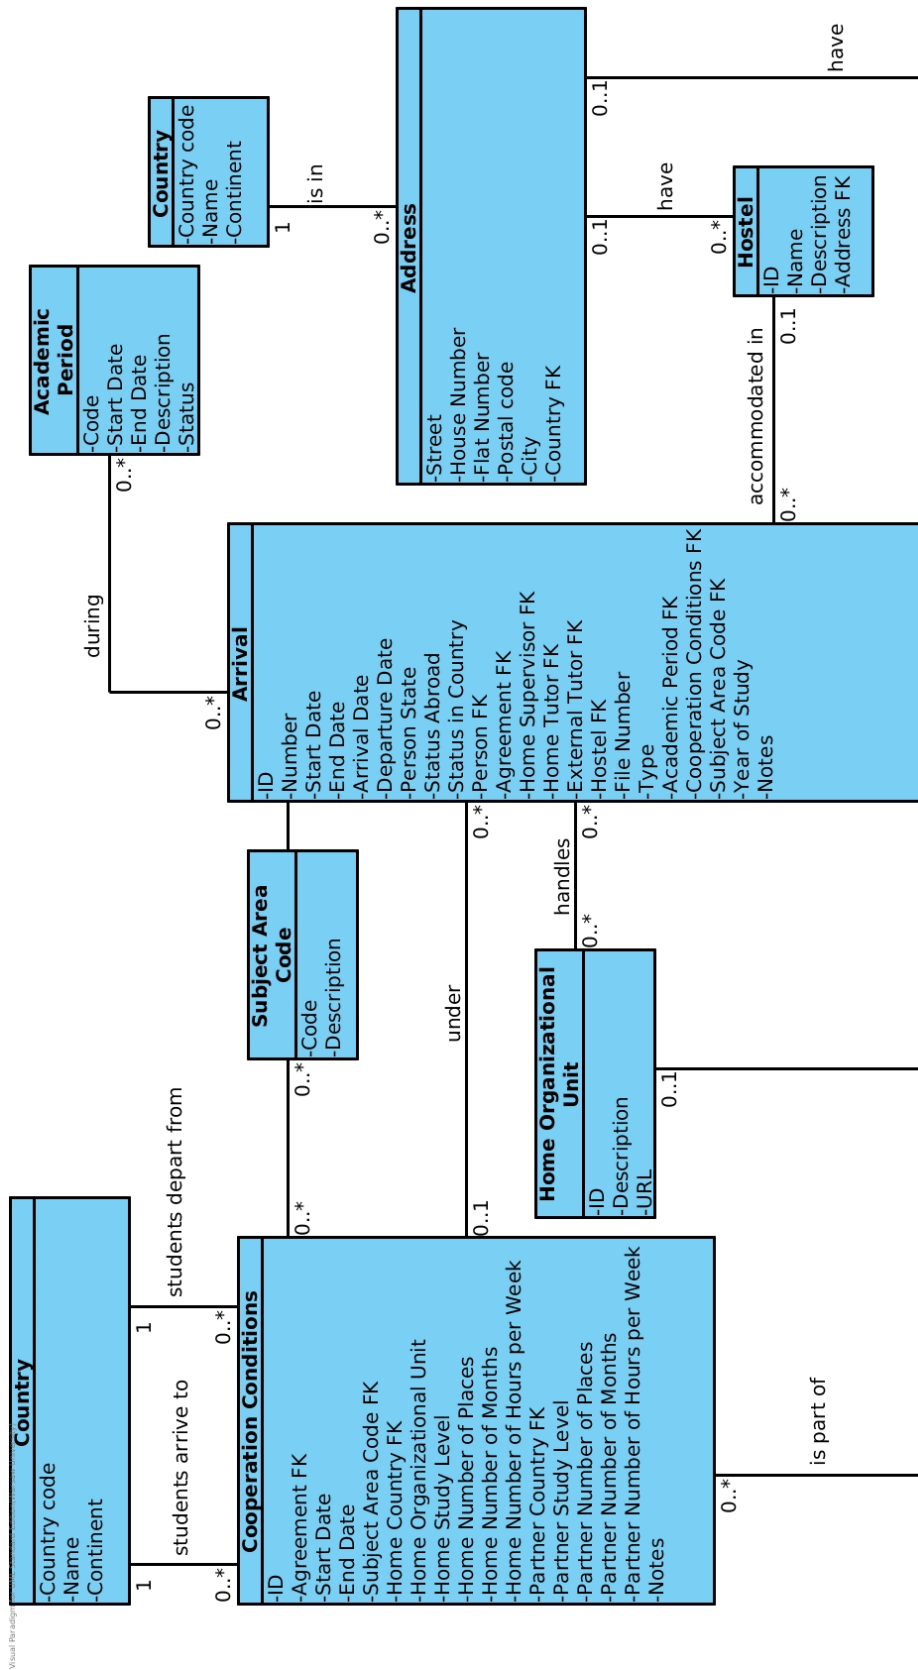 Country
-Country code
-Name
-Continent
students arrive to
1
0..*
students depart from
1
0..*
Cooperation Conditions
-ID
-Agreement FK
-Start Date
-End Date
-Subject Area Code FK
-Home Country FK
-Home Organizational Unit
-Home Study Level
-Home Number of Places
-Home Number of Months
-Home Number of Hours per Week
-Partner Country FK
-Partner Study Level
-Partner Number of Places
-Partner Number of Months
-Partner Number of Hours per Week
-Notes
0..*
is part of
0..*
0..*
Subject Area
Code
-Code
-Description
0..1
under
0..*
Home Organizational
Unit
-ID
-Description
-URL
0..1
0..*
handles
0..*
Arrival
-ID
-Number
-Start Date
-End Date
-Arrival Date
-Departure Date
-Person State
-Status Abroad
-Status in Country
-Person FK
-Agreement FK
-Home Supervisor FK
-Home Tutor FK
-External Tutor FK
-Hostel FK
-File Number
-Type
-Academic Period FK
-Cooperation Conditions FK
-Subject Area Code FK
-Year of Study
-Notes
0..*
during
0..*
Academic
Period
-Code
-Start Date
-End Date
-Description
-Status
0..*
accommodated in
0..1
Address
-Street
-House Number
-Flat Number
-Postal code
-City
-Country FK
Country
-Country code
-Name
-Continent
1
is in
0..*
0..1
have
0..*
Hostel
-ID
-Name
-Description
-Address FK
0..1
have
Visual Paradigm